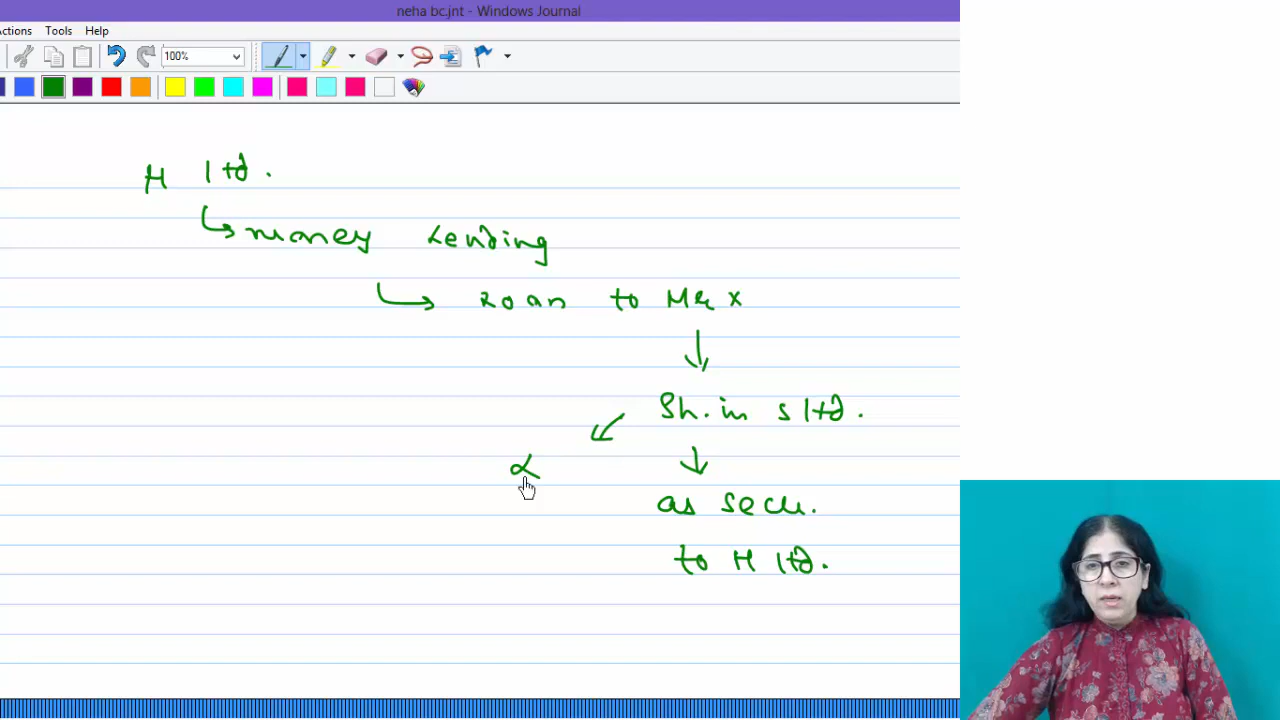 neha bc.jnt - Windows Journal
Actions Tools Help
100%
H ltd.
money Lending
Loan to Mr X
Sh. in S ltd.
as secu.
to H ltd.